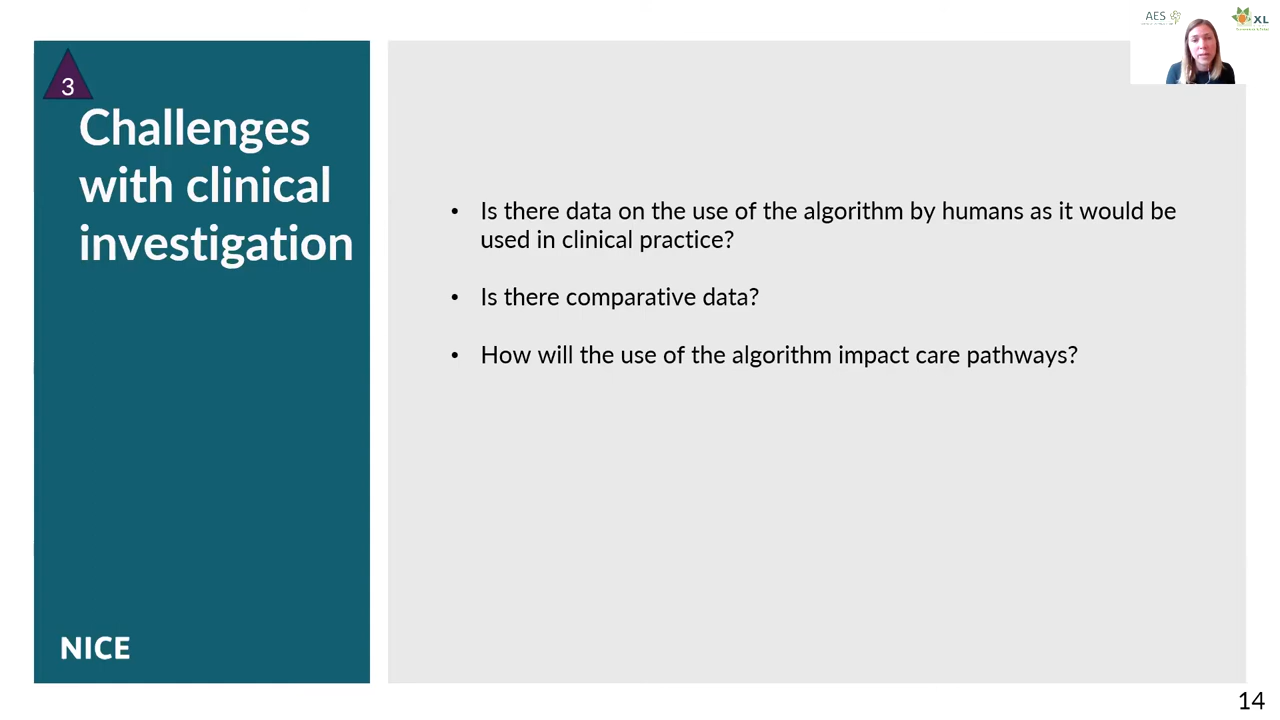 AES
XL
3
Challenges
with clinical
investigation
• Is there data on the use of the algorithm by humans as it would be
used in clinical practice?
• Is there comparative data?
• How will the use of the algorithm impact care pathways?
NICE
14